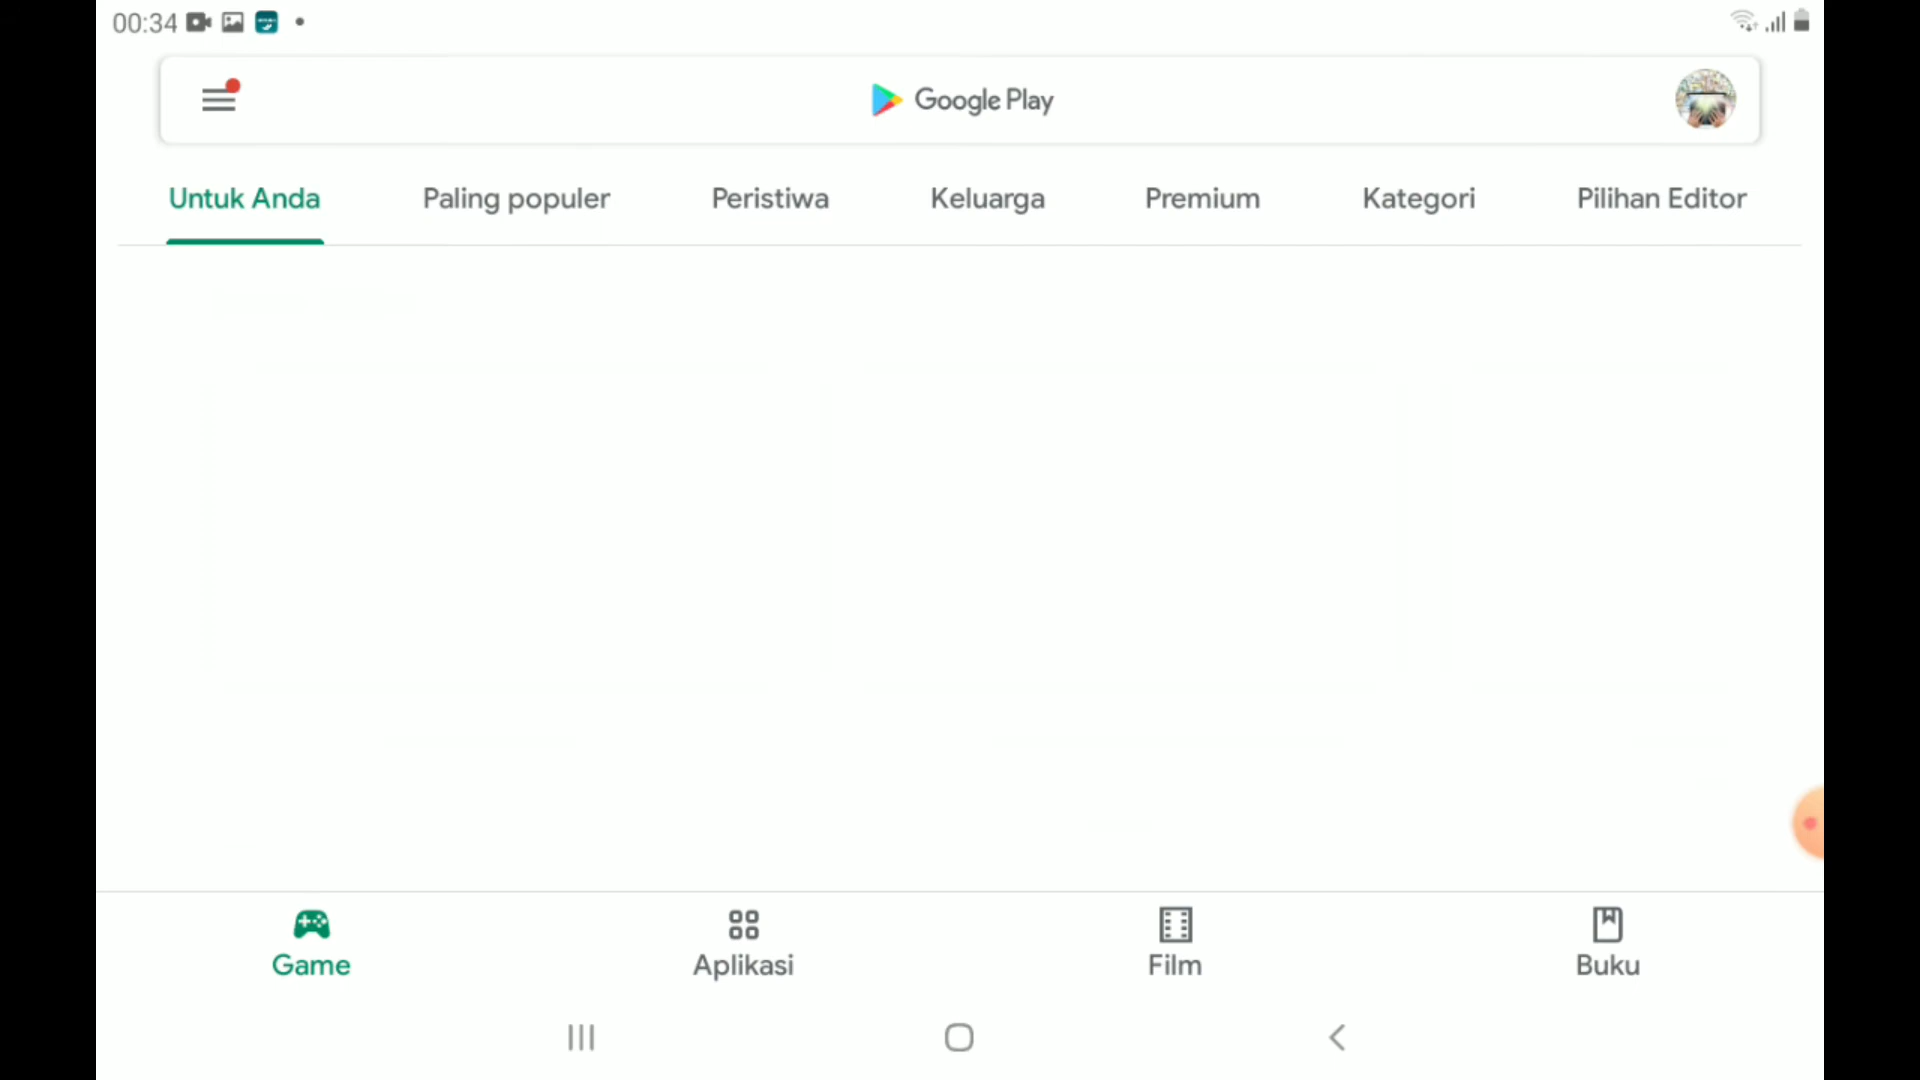 00:34
Google Play
Untuk Anda Paling populer Peristiwa Keluarga Premium Kategori Pilihan Editor
Game Aplikasi Film Buku